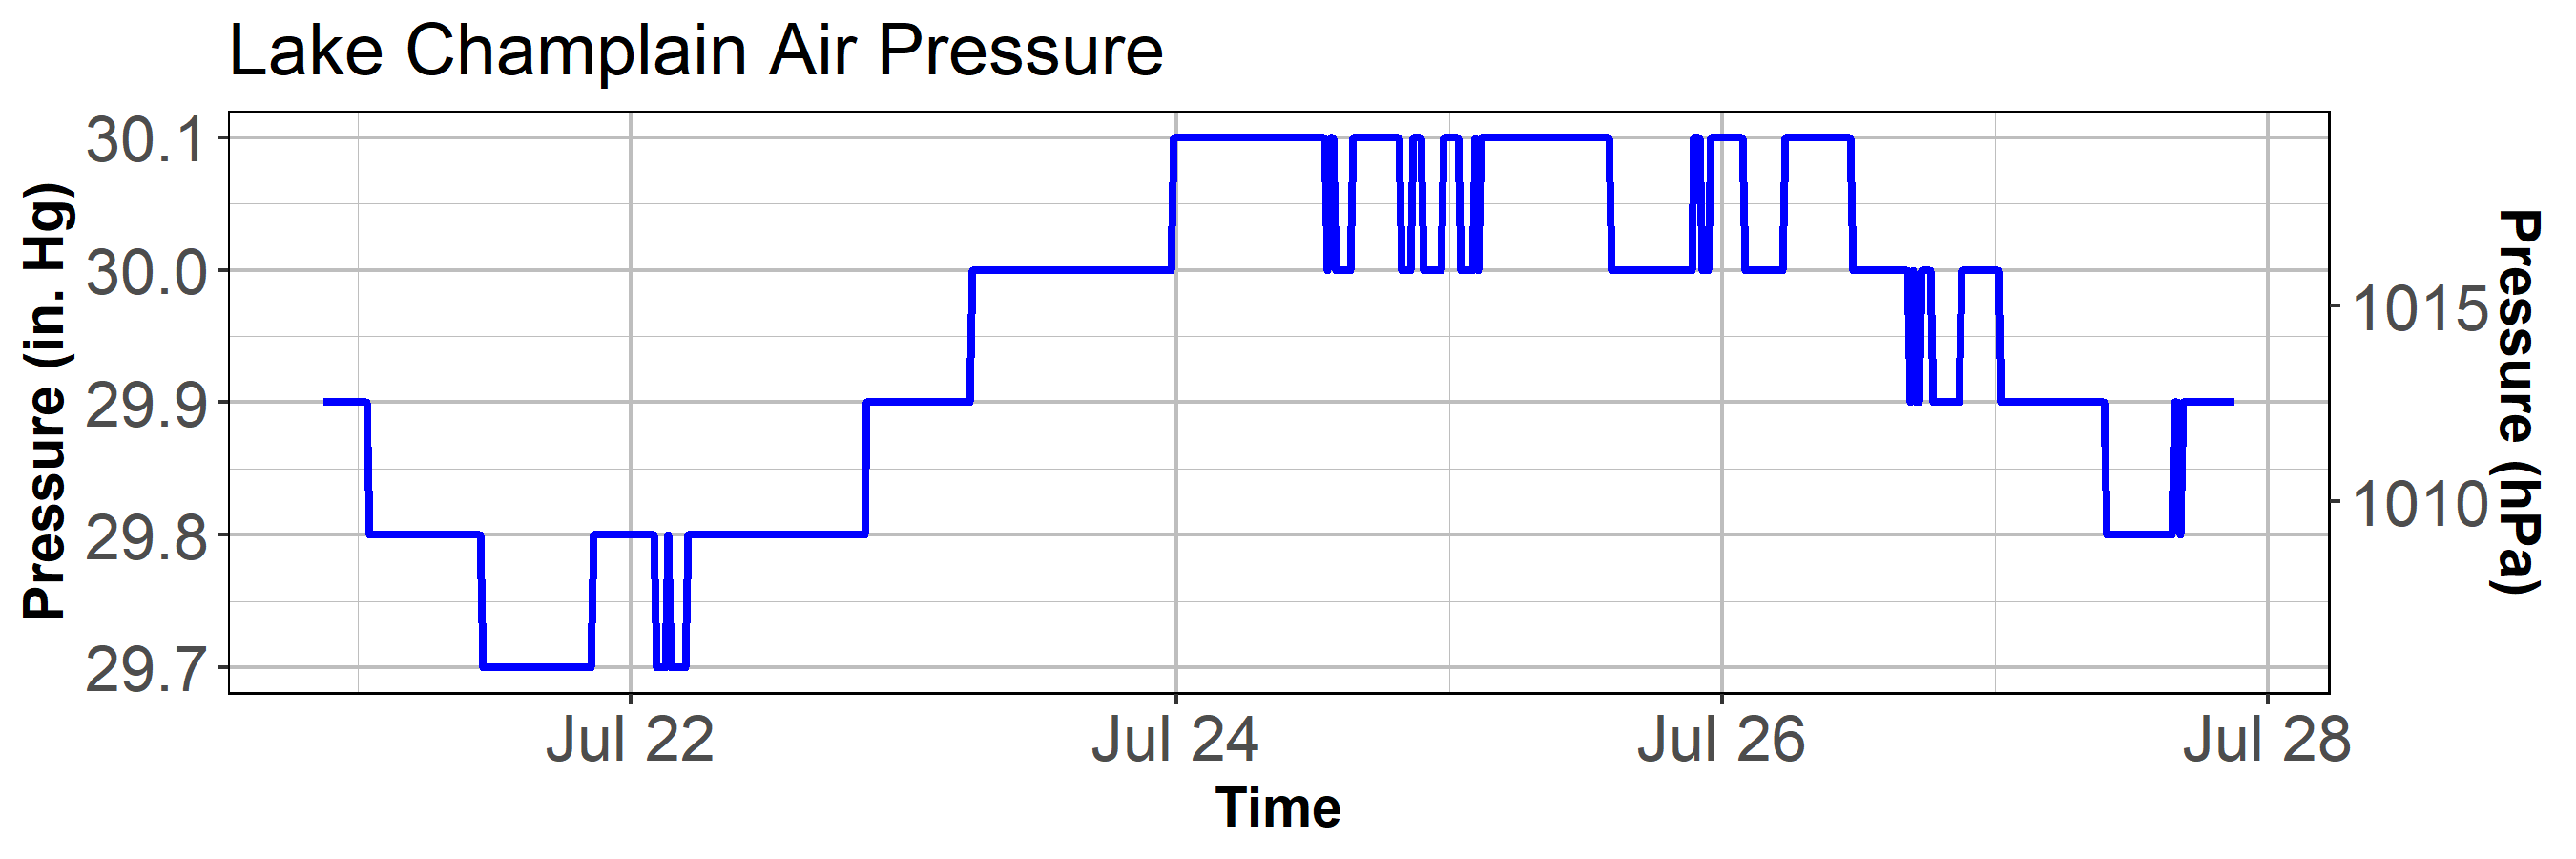 Lake Champlain Air Pressure
Pressure (in. Hg)
30.1
30.0
29.9
29.8
29.7
1015
1010
Pressure (hPa)
Jul 22 Jul 24 Jul 26 Jul 28
Time